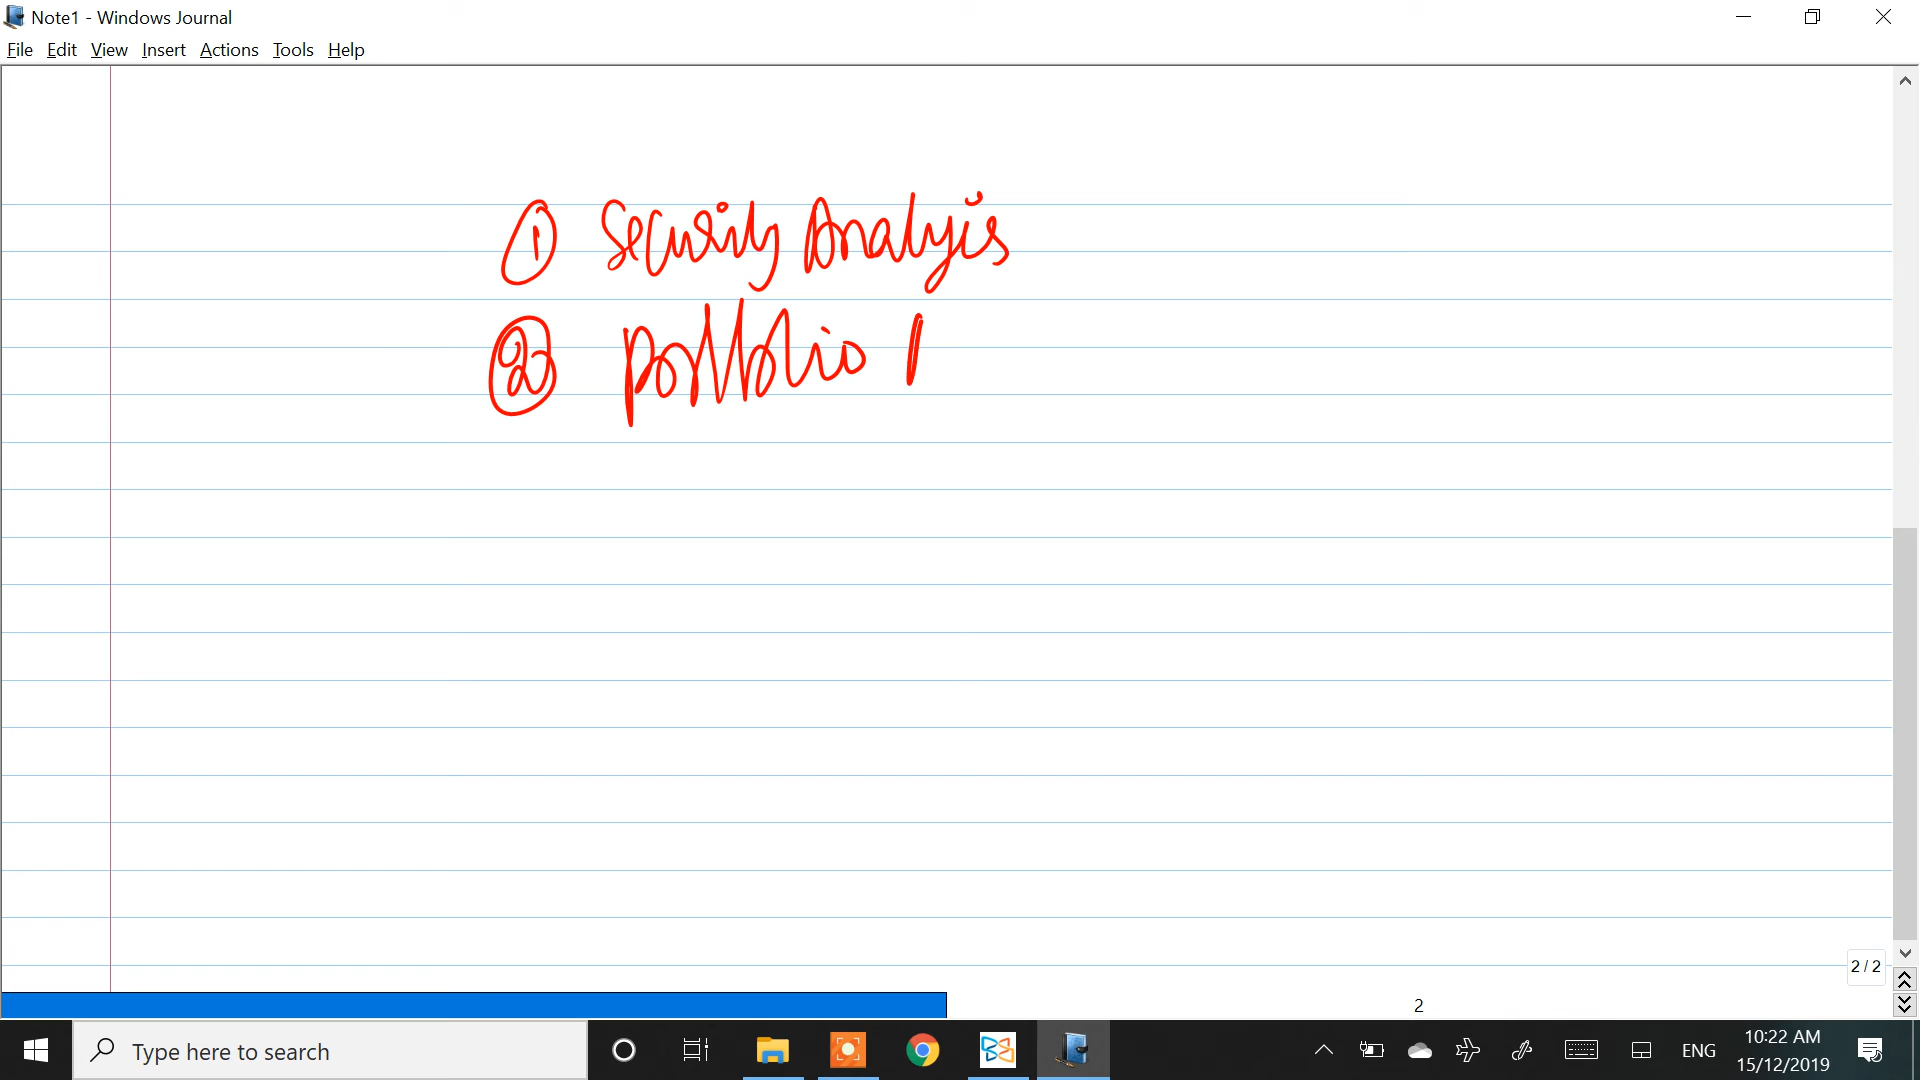 Note1 - Windows Journal
File Edit View Insert Actions Tools Help
① Security Analysis
② Portfolio
2 / 2
2
Type here to search
ENG
10:22 AM
15/12/2019